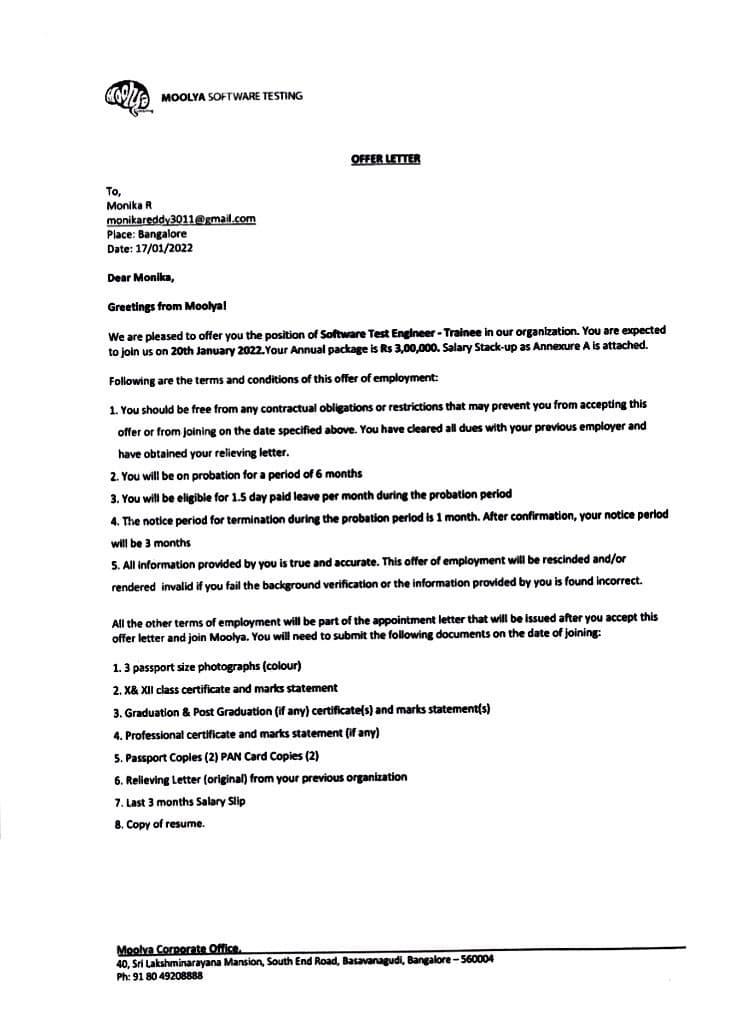 moolya
MOOLYA SOFTWARE TESTING
OFFER LETTER
To,
Monika R
monikareddy3011@gmail.com
Place: Bangalore
Date: 17/01/2022
Dear Monika,
Greetings from Moolya!
We are pleased to offer you the position of Software Test Engineer - Trainee in our organization. You are expected
to join us on 20th January 2022.Your Annual package is Rs 3,00,000. Salary Stack-up as Annexure A is attached.
Following are the terms and conditions of this offer of employment:
1. You should be free from any contractual obligations or restrictions that may prevent you from accepting this
offer or from joining on the date specified above. You have cleared all dues with your previous employer and
have obtained your relieving letter.
2. You will be on probation for a period of 6 months
3. You will be eligible for 1.5 day paid leave per month during the probation period
4. The notice period for termination during the probation period is 1 month. After confirmation, your notice period
will be 3 months
5. All information provided by you is true and accurate. This offer of employment will be rescinded and/or
rendered invalid if you fail the background verification or the information provided by you is found incorrect.
All the other terms of employment will be part of the appointment letter that will be issued after you accept this
offer letter and join Moolya. You will need to submit the following documents on the date of joining:
1. 3 passport size photographs (colour)
2. X& XII class certificate and marks statement
3. Graduation & Post Graduation (if any) certificate(s) and marks statement(s)
4. Professional certificate and marks statement (if any)
5. Passport Copies (2) PAN Card Copies (2)
6. Relieving Letter (original) from your previous organization
7. Last 3 months Salary Slip
8. Copy of resume.
Moolya Corporate Office.
40, Sri Lakshminarayana Mansion, South End Road, Basavanagudi, Bangalore – 560004
Ph: 91 80 49208888